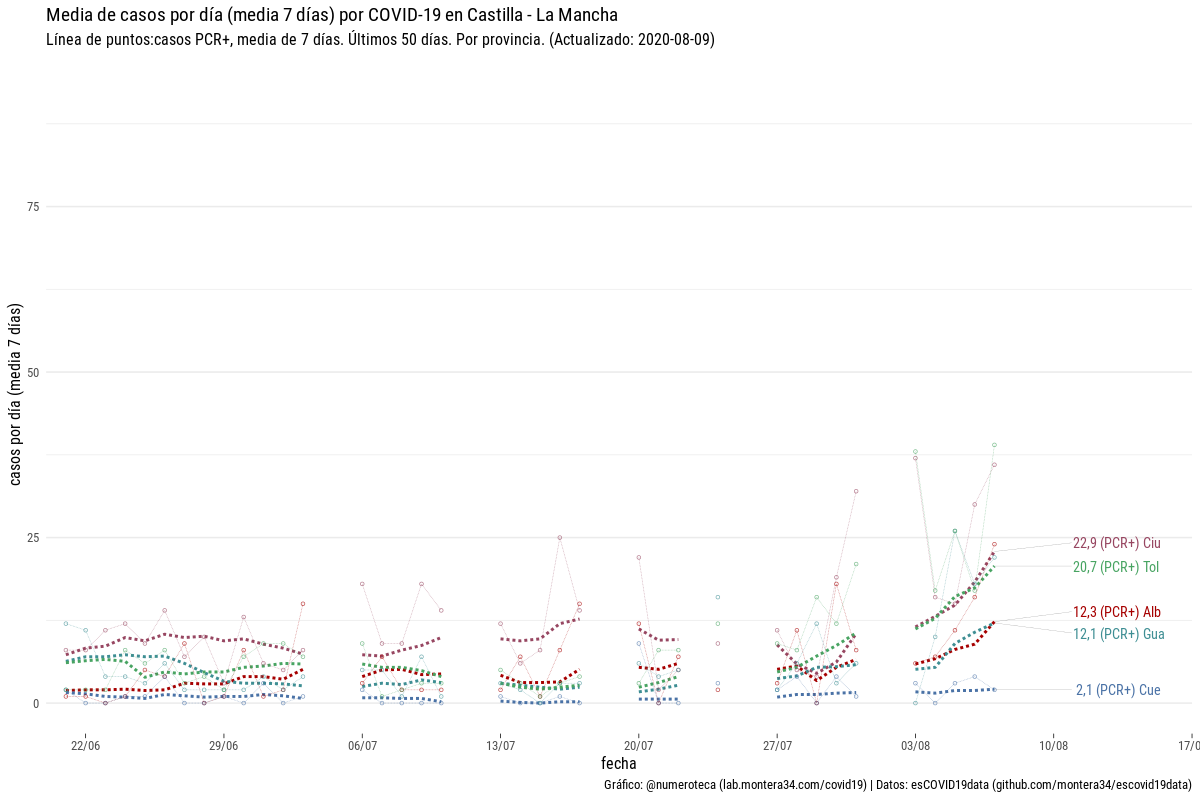 Media de casos por día (media 7 días) por COVID-19 en Castilla - La Mancha
Línea de puntos:casos PCR+, media de 7 días. Últimos 50 días. Por provincia. (Actualizado: 2020-08-09)
casos por día (media 7 días)
75
50
25
0
22,9 (PCR+) Ciu
20,7 (PCR+) Tol
12,3 (PCR+) Alb
12,1 (PCR+) Gua
2,1 (PCR+) Cue
22/06 29/06 06/07 13/07 20/07 27/07 03/08 10/08 17/0
fecha
Gráfico: @numeroteca (lab.montera34.com/covid19) | Datos: esCOVID19data (github.com/montera34/escovid19data)